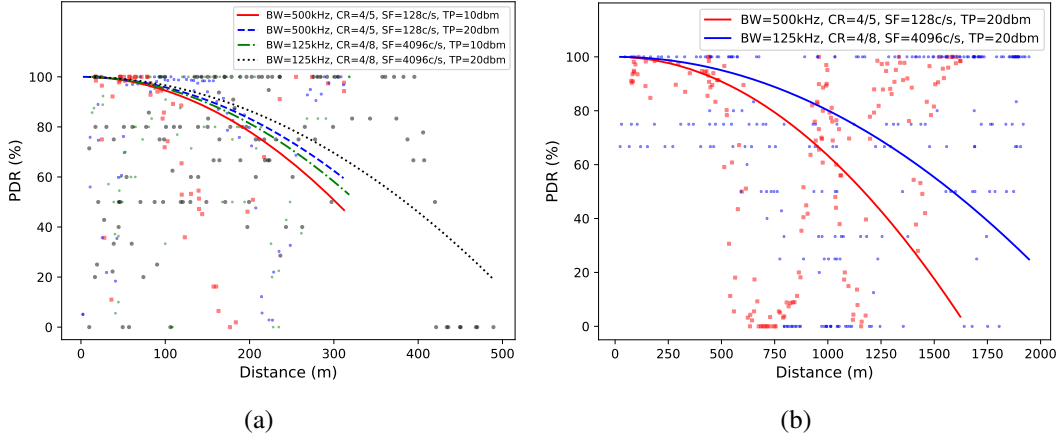 BW=500kHz, CR=4/5, SF=128c/s, TP=10dbm
BW=500kHz, CR=4/5, SF=128c/s, TP=20dbm
BW=125kHz, CR=4/8, SF=4096c/s, TP=10dbm
BW=125kHz, CR=4/8, SF=4096c/s, TP=20dbm
PDR (%)
100
80
60
40
20
0
0 100 200 300 400 500
Distance (m)
(a)
BW=500kHz, CR=4/5, SF=128c/s, TP=20dbm
BW=125kHz, CR=4/8, SF=4096c/s, TP=20dbm
PDR (%)
100
80
60
40
20
0
0 250 500 750 1000 1250 1500 1750 2000
Distance (m)
(b)